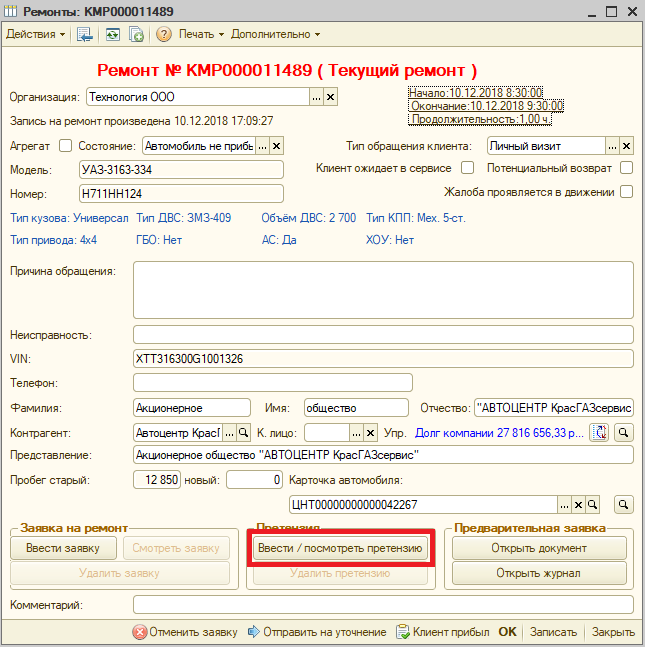 Ремонты: КМР000011489
Действия Печать Дополнительно
Ремонт № КМР000011489 ( Текущий ремонт )
Организация: Технология ООО ... x
Начало:10.12.2018 8:30:00
Окончание:10.12.2018 9:30:00
Запись на ремонт произведена 10.12.2018 17:09:27
Продолжительность:1,00 ч.
Агрегат Состояние: Автомобиль не прибы ... x Тип обращения клиента: Личный визит ... x
Модель: УАЗ-3163-334 Клиент ожидает в сервисе Потенциальный возврат
Номер: Н711НН124 Жалоба проявляется в движении
Тип кузова: Универсал Тип ДВС: ЗМЗ-409 Объём ДВС: 2 700 Тип КПП: Мех. 5-ст.
Тип привода: 4х4 ГБО: Нет АС: Да ХОУ: Нет
Причина обращения:
Неисправность:
VIN: XTT316300G1001326
Телефон:
Фамилия: Акционерное Имя: общество Отчество: "АВТОЦЕНТР КрасГАЗсервис
Контрагент: Автоцентр КрасГ ... К. лицо: ... x Упр. Долг компании 27 816 656,33 р...
Представление: Акционерное общество "АВТОЦЕНТР КрасГАЗсервис"
Пробег старый: 12 850 новый: 0 Карточка автомобиля:
ЦНТ00000000000042267 ... x
Заявка на ремонт Претензия Предварительная заявка
Ввести заявку Смотреть заявку Ввести / посмотреть претензию Открыть документ
Удалить заявку Удалить претензию Открыть журнал
Комментарий:
Отменить заявку Отправить на уточнение Клиент прибыл ОК Записать Закрыть